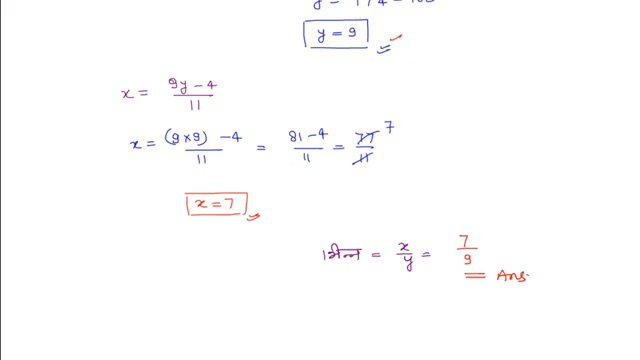 y = 9
x = 9y - 4 / 11
x = (9 × 9) - 4 / 11 = 81 - 4 / 11 = 77 / 11 7
x = 7
भिन्न = x / y = 7 / 9
Ans